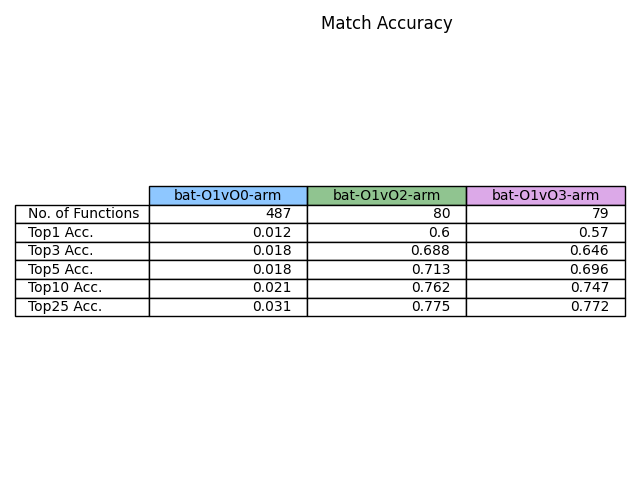 Match Accuracy
bat-O1vO0-arm bat-O1vO2-arm bat-O1vO3-arm
No. of Functions 487 80 79
Top1 Acc. 0.012 0.6 0.57
Top3 Acc. 0.018 0.688 0.646
Top5 Acc. 0.018 0.713 0.696
Top10 Acc. 0.021 0.762 0.747
Top25 Acc. 0.031 0.775 0.772